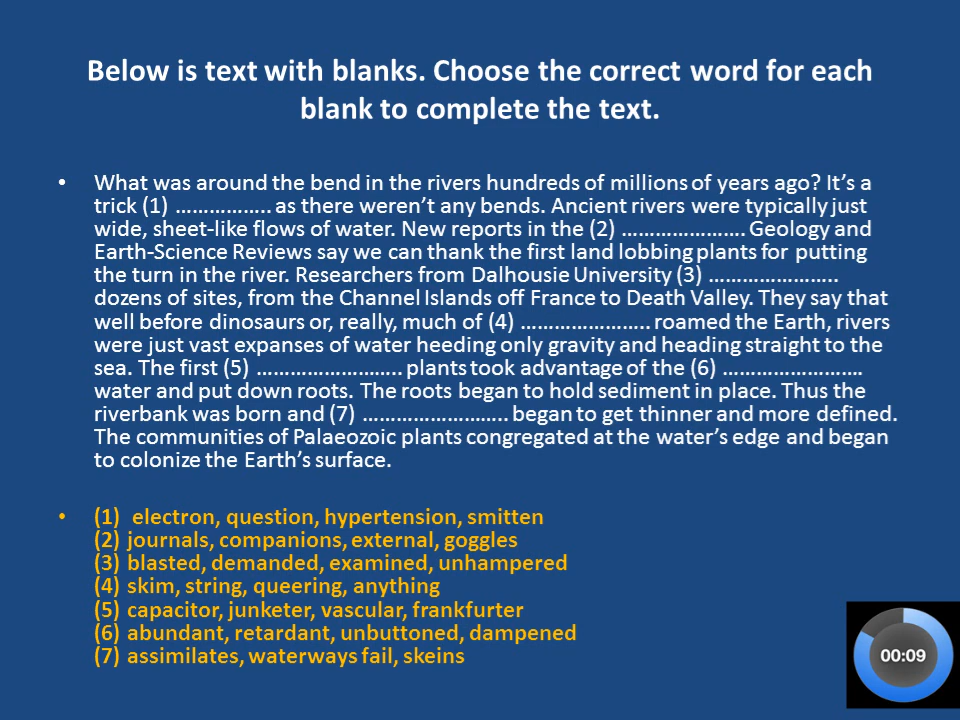 Below is text with blanks. Choose the correct word for each
blank to complete the text.
• What was around the bend in the rivers hundreds of millions of years ago? It’s a
trick (1) …………….. as there weren’t any bends. Ancient rivers were typically just
wide, sheet-like flows of water. New reports in the (2) …………………. Geology and
Earth-Science Reviews say we can thank the first land lobbing plants for putting
the turn in the river. Researchers from Dalhousie University (3) …………………..
dozens of sites, from the Channel Islands off France to Death Valley. They say that
well before dinosaurs or, really, much of (4) ………………….. roamed the Earth, rivers
were just vast expanses of water heeding only gravity and heading straight to the
sea. The first (5) …………………….. plants took advantage of the (6) ………………….
water and put down roots. The roots began to hold sediment in place. Thus the
riverbank was born and (7) …………………….. began to get thinner and more defined.
The communities of Palaeozoic plants congregated at the water’s edge and began
to colonize the Earth’s surface.
• (1) electron, question, hypertension, smitten
(2) journals, companions, external, goggles
(3) blasted, demanded, examined, unhampered
(4) skim, string, queering, anything
(5) capacitor, junketer, vascular, frankfurter
(6) abundant, retardant, unbuttoned, dampened
(7) assimilates, waterways fail, skeins
00:09